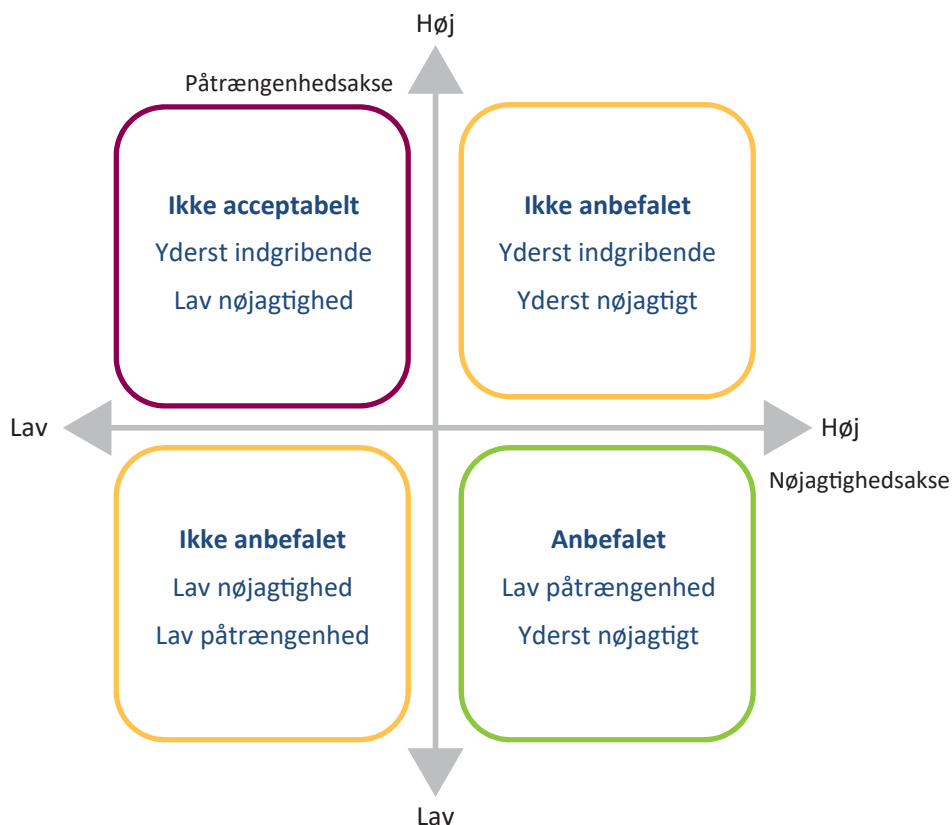 Høj
Påtrængenhedsakse
Ikke acceptabelt
Yderst indgribende
Lav nøjagtighed
Ikke anbefalet
Yderst indgribende
Yderst nøjagtigt
Lav
Høj
Nøjagtighedsakse
Ikke anbefalet
Lav nøjagtighed
Lav påtrængenhed
Anbefalet
Lav påtrængenhed
Yderst nøjagtigt
Lav